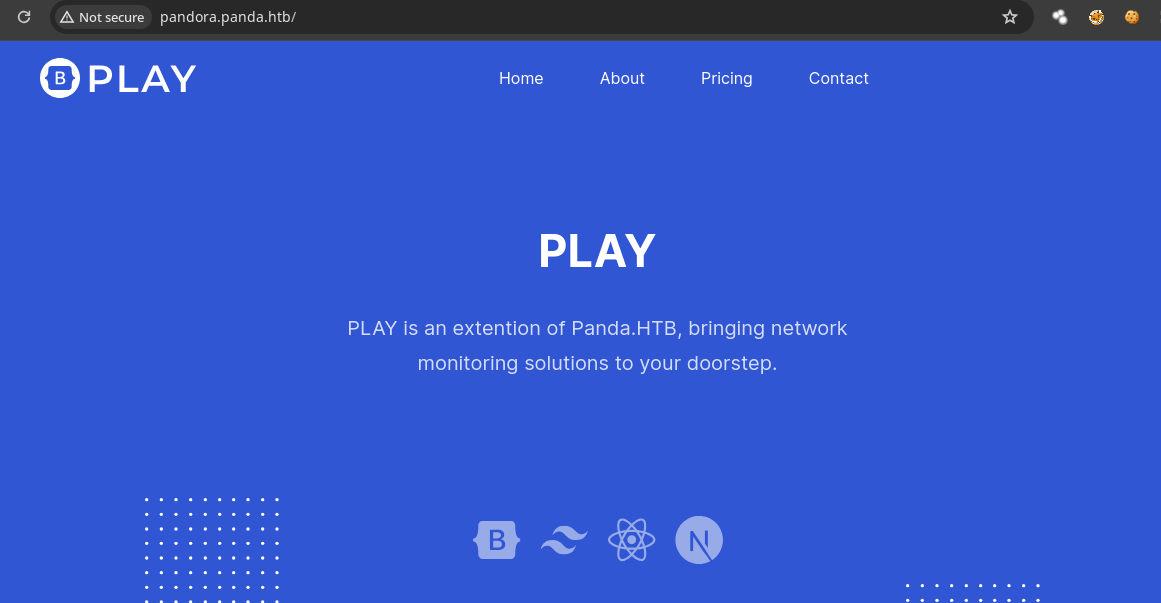 Not secure pandora.panda.htb/
B PLAY Home About Pricing Contact
PLAY
PLAY is an extention of Panda.HTB, bringing network
monitoring solutions to your doorstep.
B N